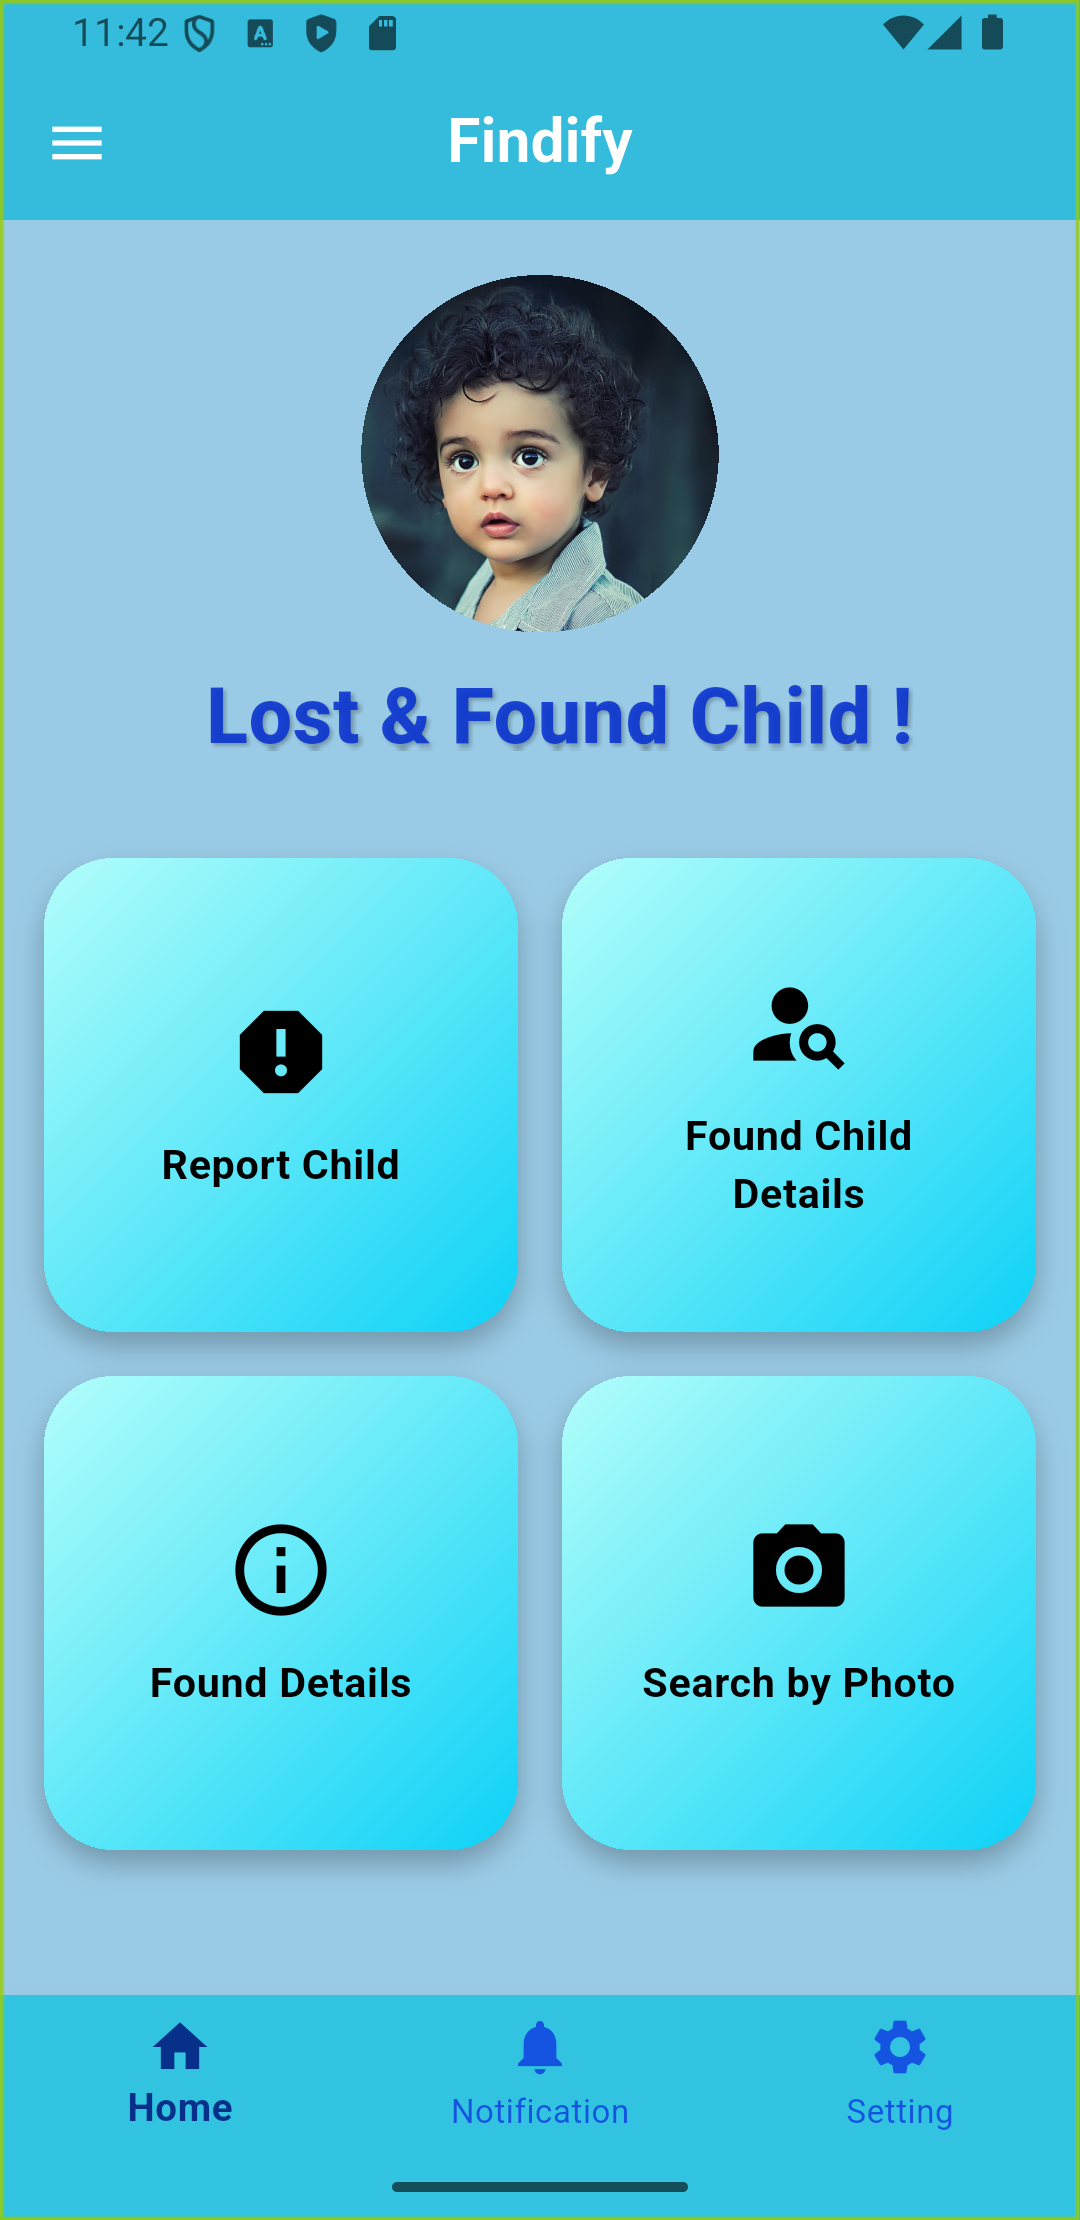 11:42
Findify
Lost & Found Child !
Report Child
Found Child
Details
Found Details
Search by Photo
Home
Notification
Setting